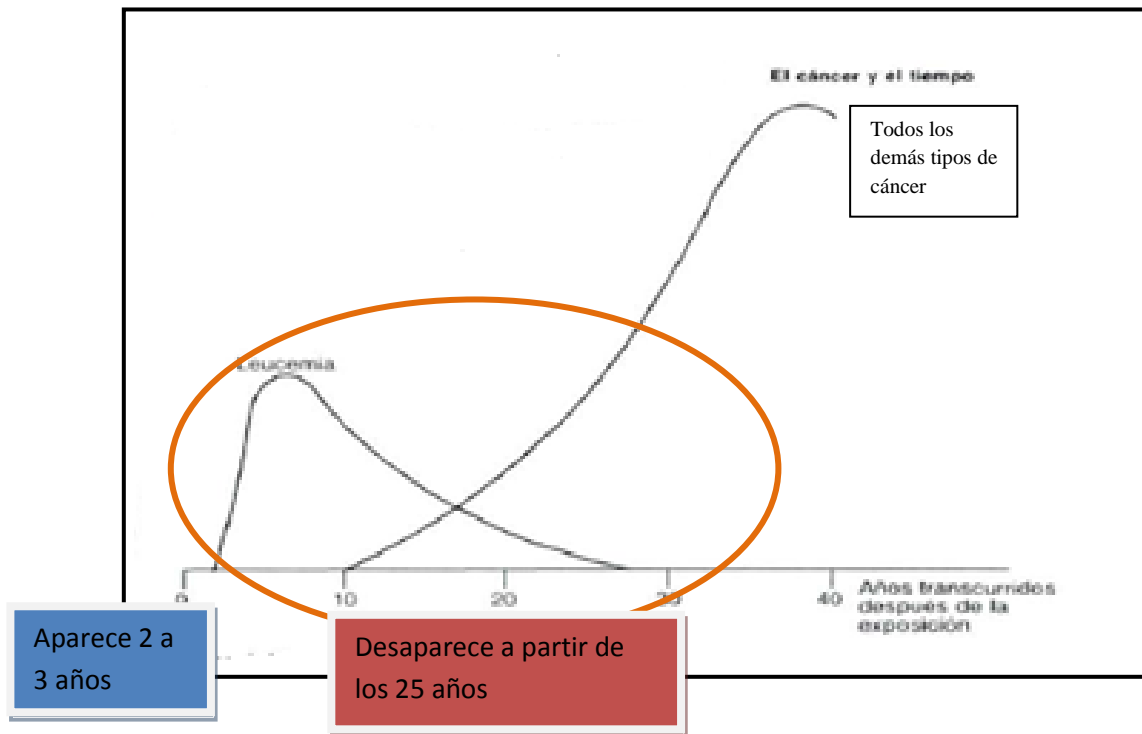 El cáncer y el tiempo
Todos los
demás tipos de
cáncer
Leucemia
0
10
20
30
40
Años transcurridos
después de la
exposición
Aparece 2 a
3 años
Desaparece a partir de
los 25 años